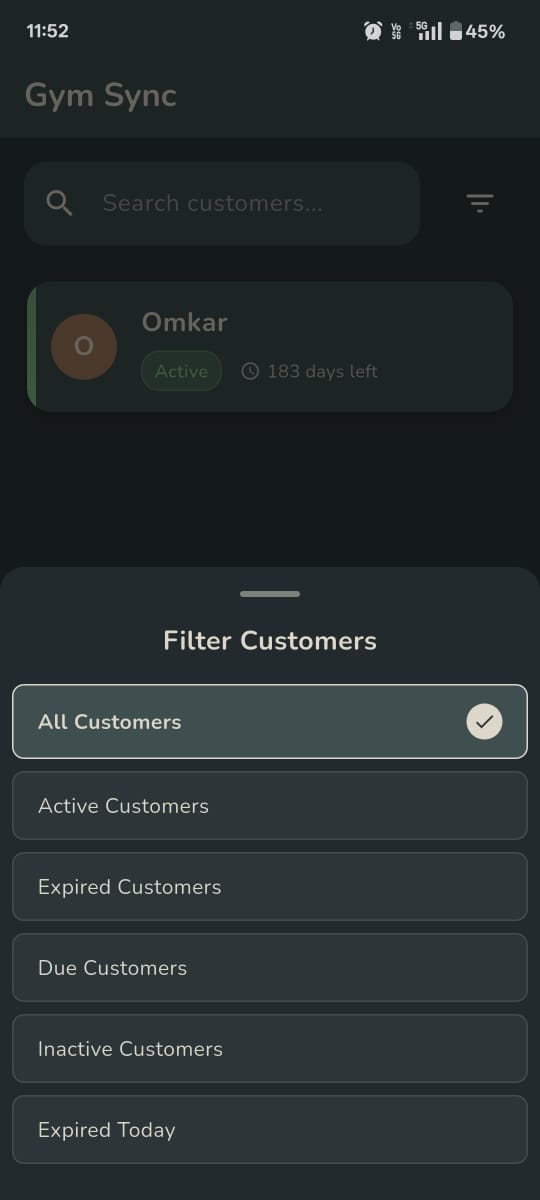 11:52
Vo 5G 5G 45%
Gym Sync
Search customers...
O
Omkar
Active 183 days left
Filter Customers
All Customers
Active Customers
Expired Customers
Due Customers
Inactive Customers
Expired Today